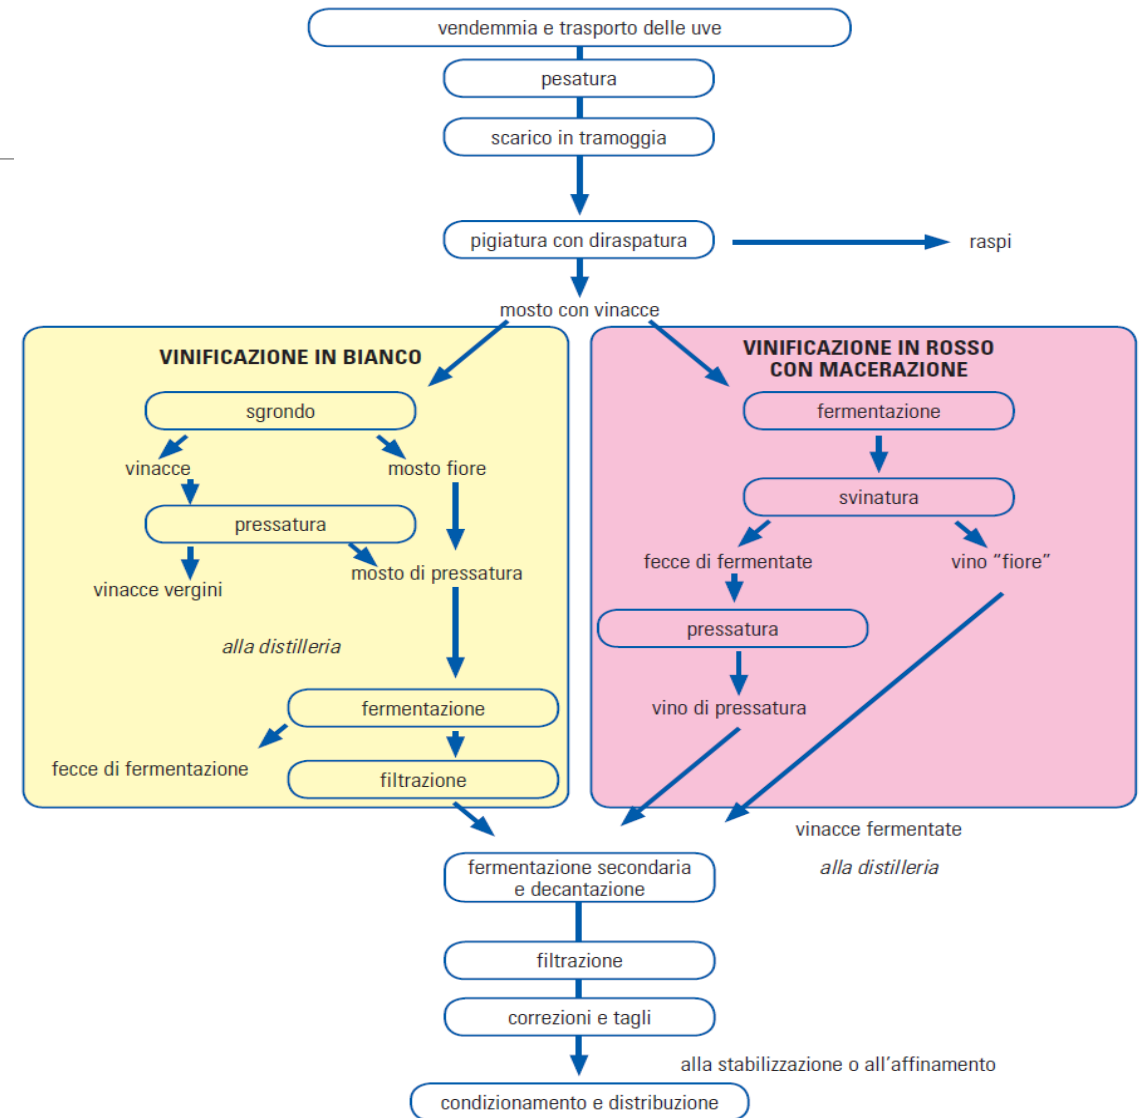 vendemmia e trasporto delle uve
pesatura
scarico in tramoggia
pigiatura con diraspatura
raspi
mosto con vinacce
VINIFICAZIONE IN BIANCO
sgrondo
vinacce
mosto fiore
pressatura
mosto di pressatura
vinacce vergini
alla distilleria
fermentazione
fecce di fermentazione
filtrazione
VINIFICAZIONE IN ROSSO
CON MACERAZIONE
fermentazione
svinatura
fecce di fermentate
vino "fiore"
pressatura
vino di pressatura
vinacce fermentate
alla distilleria
fermentazione secondaria
e decantazione
filtrazione
correzioni e tagli
alla stabilizzazione o all'affinamento
condizionamento e distribuzione